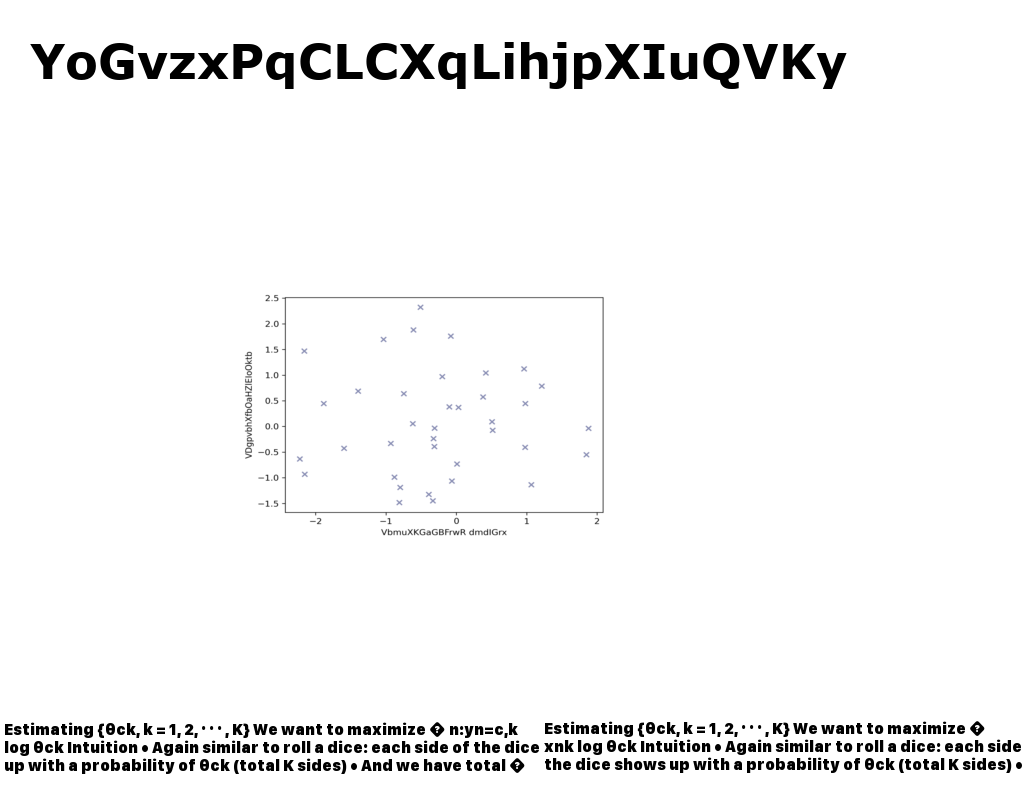 YoGvzxPqCLCXqLihjpXIuQVKy
2.5
2.0
1.5
1.0
0.5
0.0
−0.5
−1.0
−1.5
−2
−1
0
1
2
VbmuXKGaGBFrwR dmdIGrx
Estimating {θck, k = 1, 2, · · · , K} We want to maximize � n:yn=c,k
log θck Intuition • Again similar to roll a dice: each side of the dice
up with a probability of θck (total K sides) • And we have total �
Estimating {θck, k = 1, 2, · · · , K} We want to maximize �
xnk log θck Intuition • Again similar to roll a dice: each side
the dice shows up with a probability of θck (total K sides) •